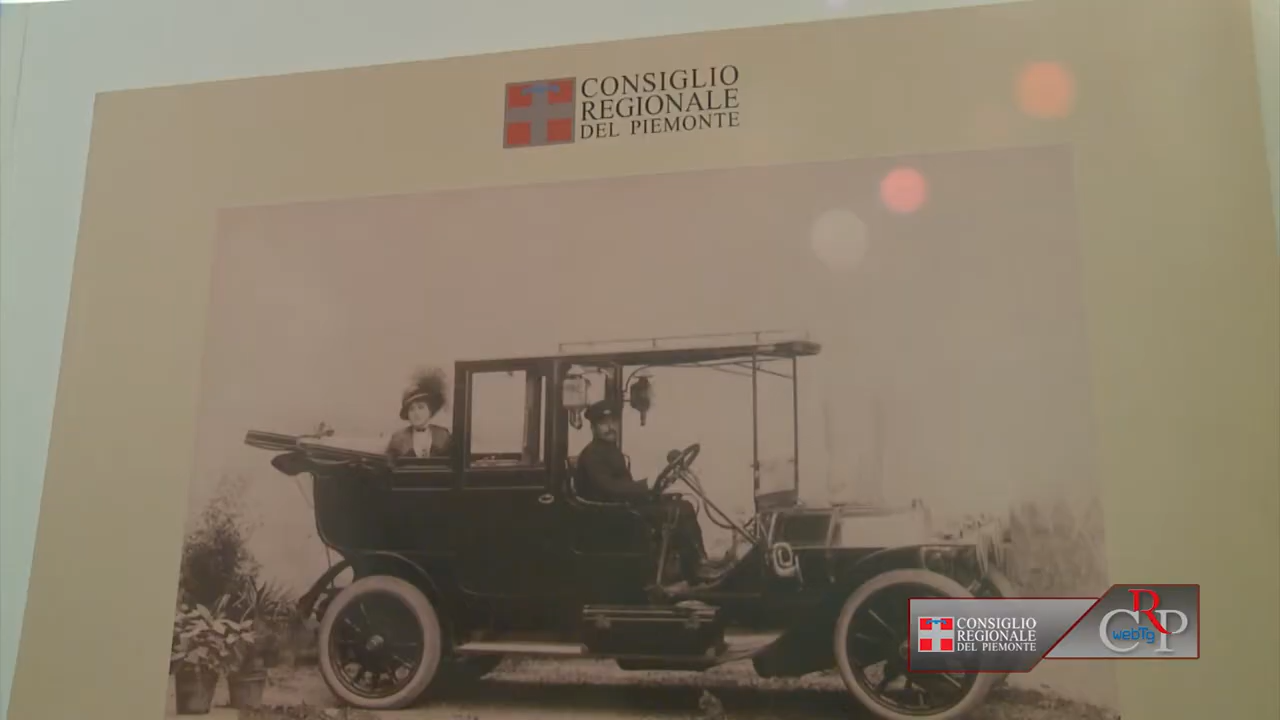 CONSIGLIO
REGIONALE
DEL PIEMONTE
CONSIGLIO
REGIONALE
DEL PIEMONTE
CRP
webTg